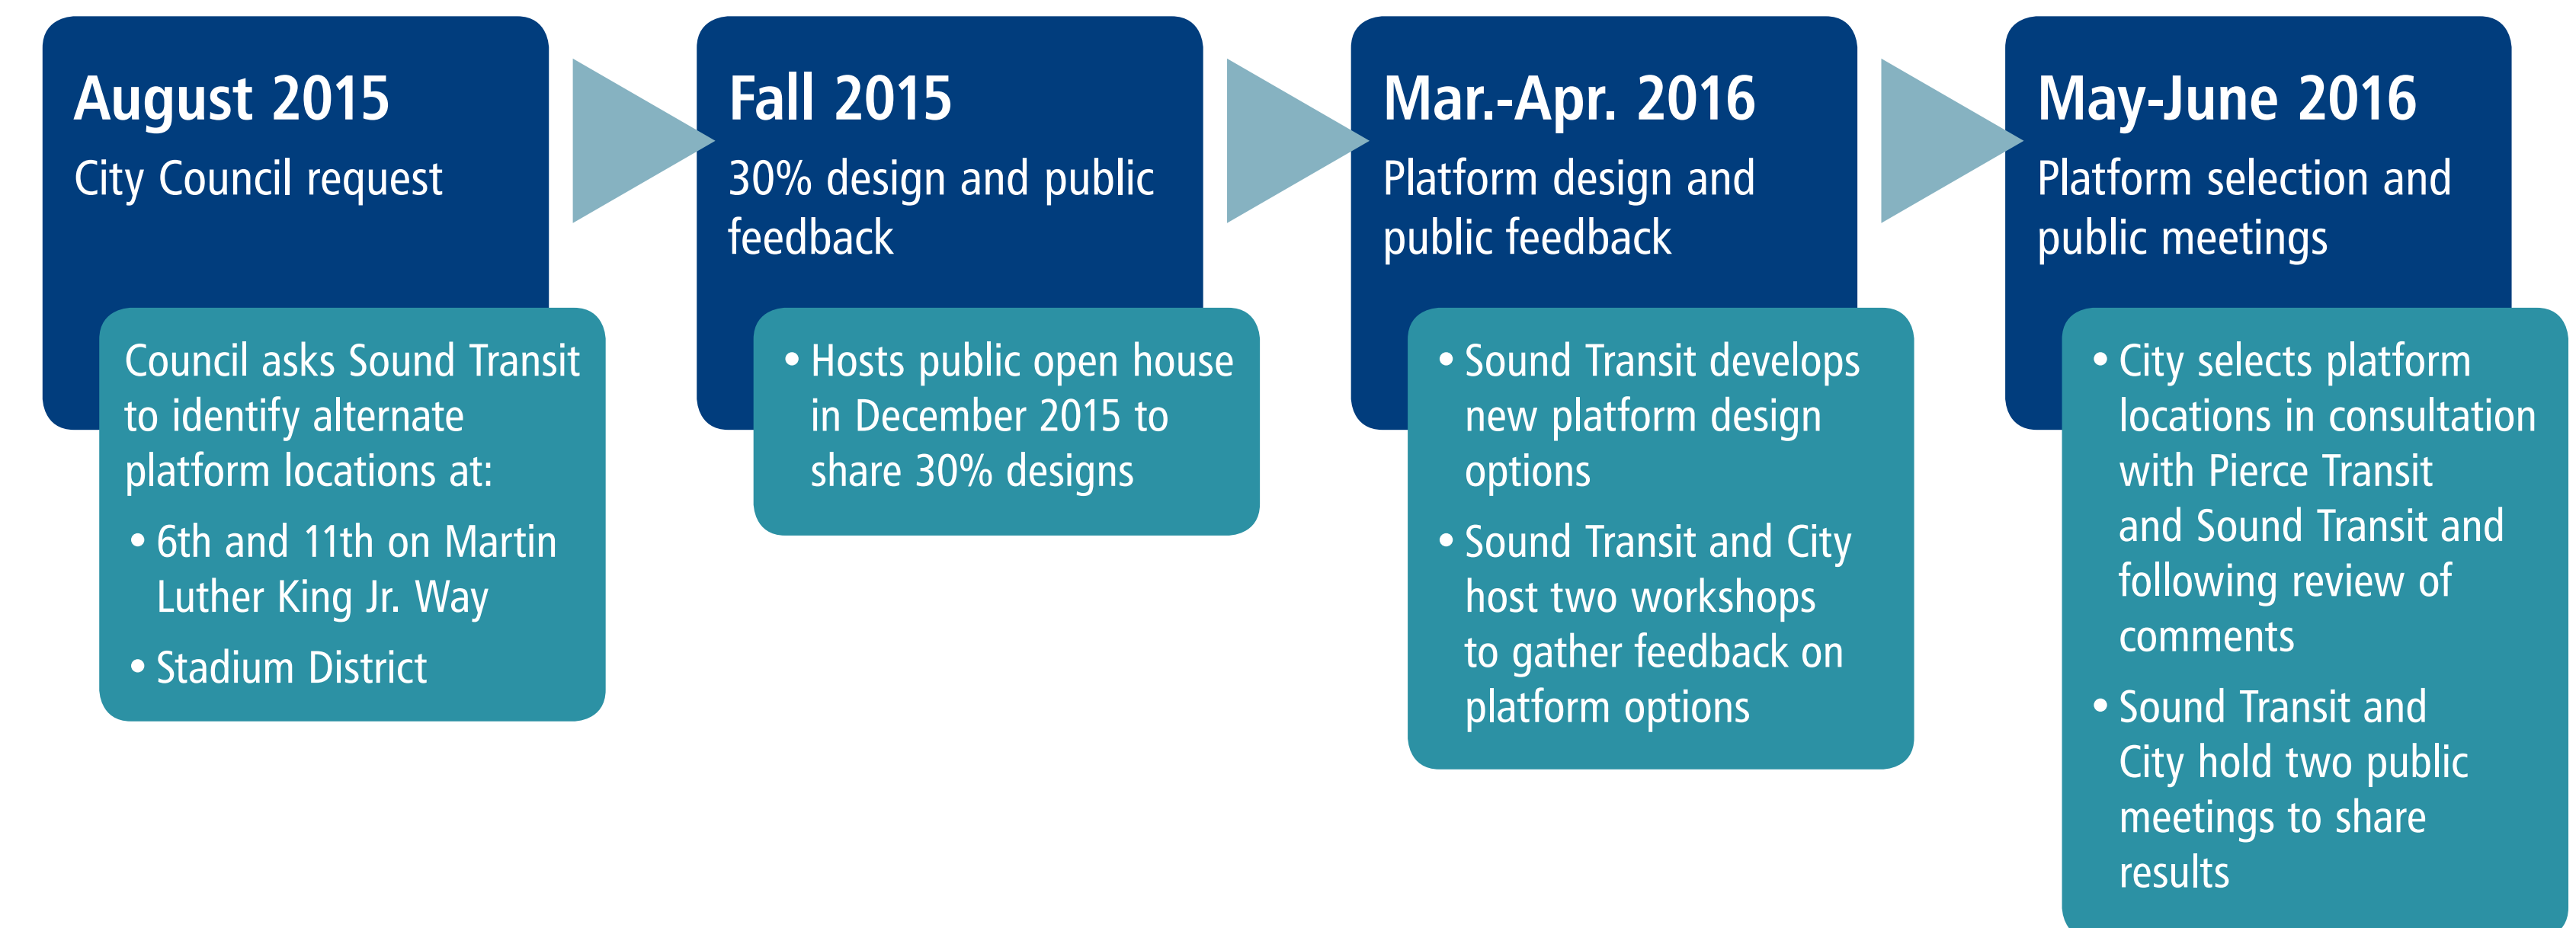 August 2015
City Council request
Council asks Sound Transit
to identify alternate
platform locations at:
• 6th and 11th on Martin
Luther King Jr. Way
• Stadium District
Fall 2015
30% design and public
feedback
• Hosts public open house
in December 2015 to
share 30% designs
Mar.-Apr. 2016
Platform design and
public feedback
• Sound Transit develops
new platform design
options
• Sound Transit and City
host two workshops
to gather feedback on
platform options
May-June 2016
Platform selection and
public meetings
• City selects platform
locations in consultation
with Pierce Transit
and Sound Transit and
following review of
comments
• Sound Transit and
City hold two public
meetings to share
results